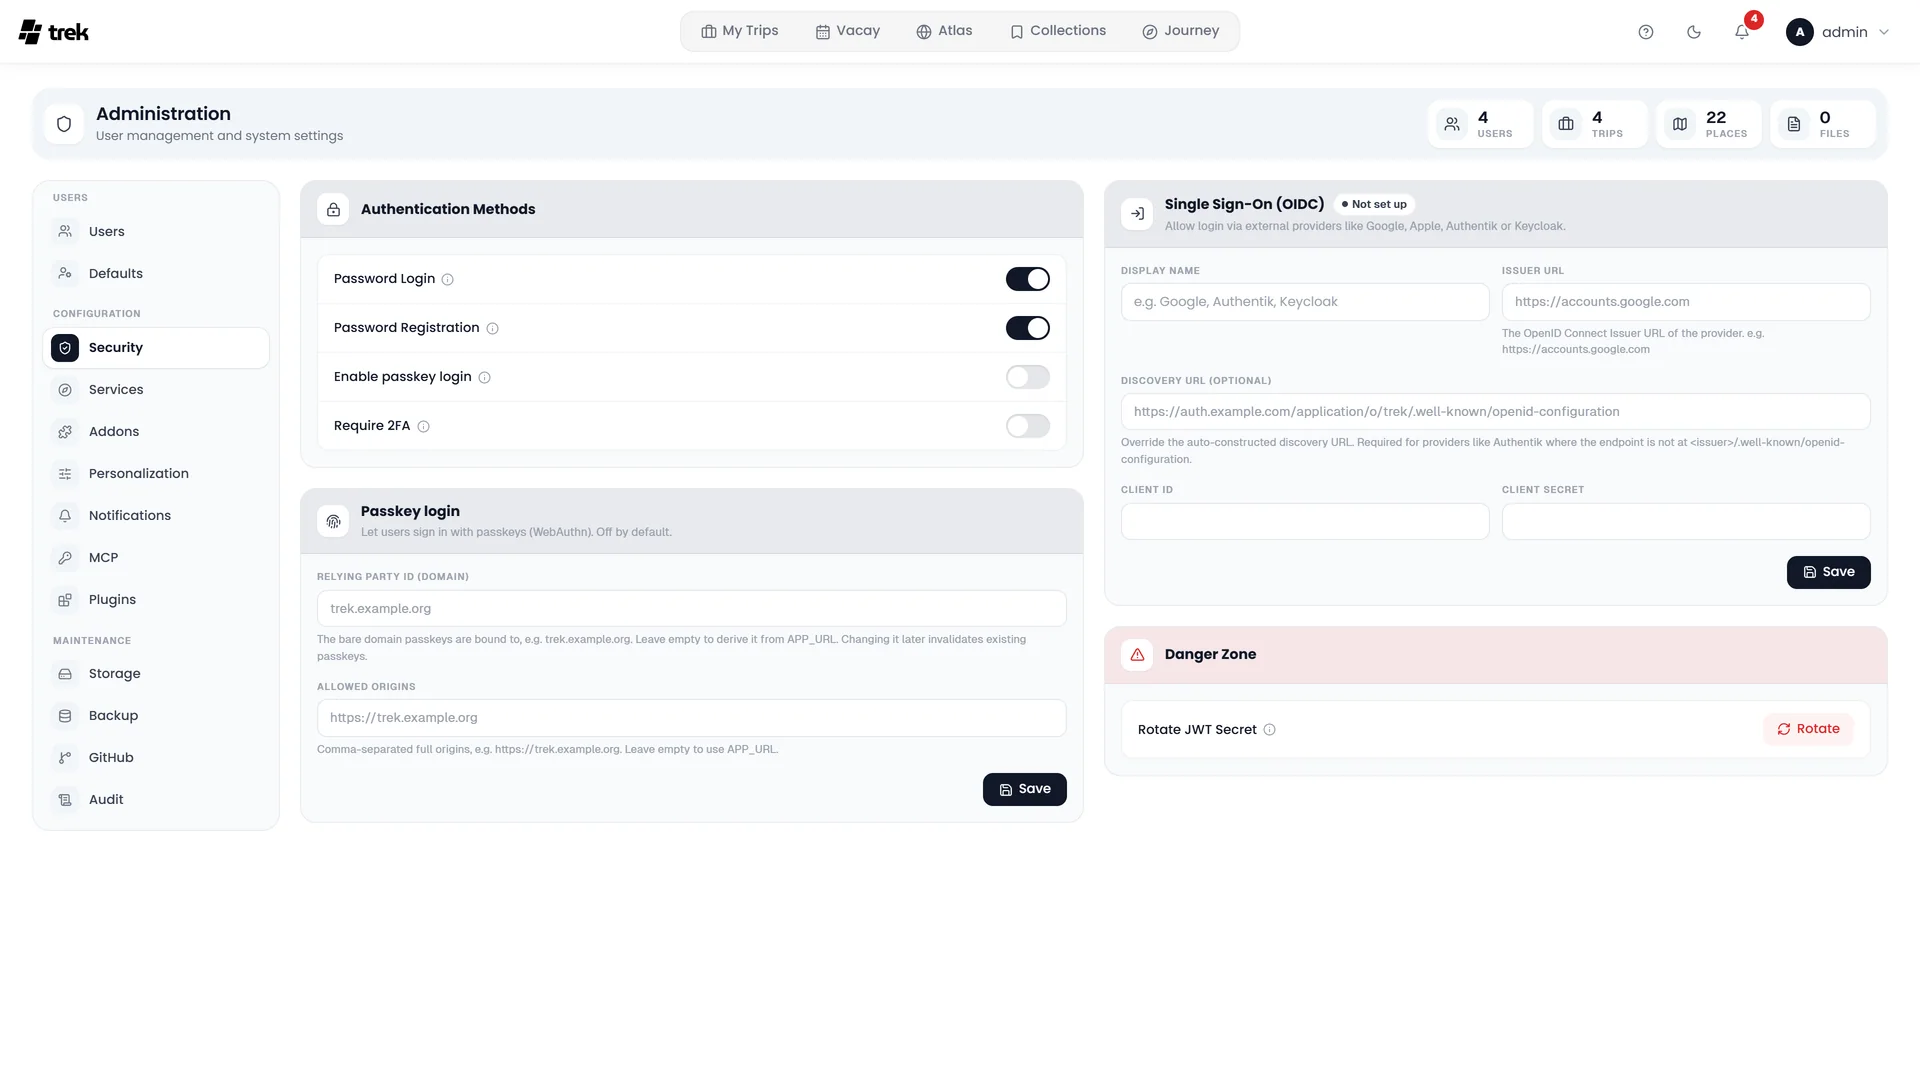 trek
My Trips
Vacay
Atlas
Collections
Journey
4
A
admin
Administration
User management and system settings
4
USERS
4
TRIPS
22
PLACES
0
FILES
USERS
Users
Defaults
CONFIGURATION
Security
Services
Addons
Personalization
Notifications
MCP
Plugins
MAINTENANCE
Storage
Backup
GitHub
Audit
Authentication Methods
Password Login
Password Registration
Enable passkey login
Require 2FA
Passkey login
Let users sign in with passkeys (WebAuthn). Off by default.
RELYING PARTY ID (DOMAIN)
trek.example.org
The bare domain passkeys are bound to, e.g. trek.example.org. Leave empty to derive it from APP_URL. Changing it later invalidates existing
passkeys.
ALLOWED ORIGINS
https://trek.example.org
Comma-separated full origins, e.g. https://trek.example.org. Leave empty to use APP_URL.
Save
Single Sign-On (OIDC)
Not set up
Allow login via external providers like Google, Apple, Authentik or Keycloak.
DISPLAY NAME
e.g. Google, Authentik, Keycloak
ISSUER URL
https://accounts.google.com
The OpenID Connect Issuer URL of the provider. e.g.
https://accounts.google.com
DISCOVERY URL (OPTIONAL)
https://auth.example.com/application/o/trek/.well-known/openid-configuration
Override the auto-constructed discovery URL. Required for providers like Authentik where the endpoint is not at <issuer>/.well-known/openid-
configuration.
CLIENT ID
CLIENT SECRET
Save
Danger Zone
Rotate JWT Secret
Rotate